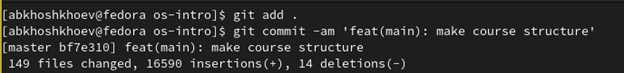 [abkhoshkhoev@fedora os-intro]$ git add .
[abkhoshkhoev@fedora os-intro]$ git commit -am 'feat(main): make course structure'
[master bf7e310] feat(main): make course structure
 149 files changed, 16590 insertions(+), 14 deletions(-)